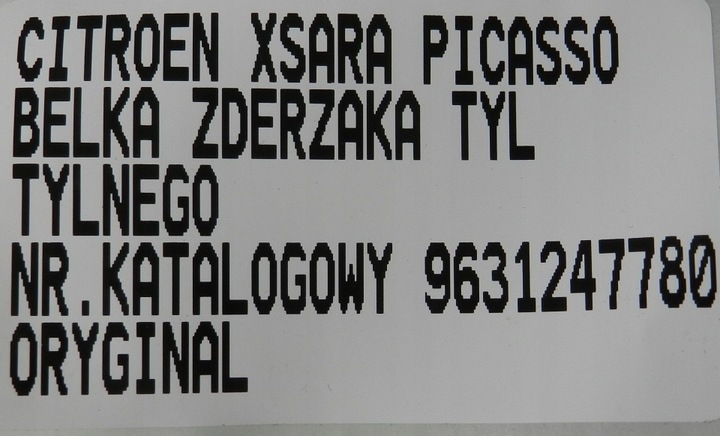 CITROEN XSARA PICASSO
BELKA ZDERZAKA TYL
TYLNEGO
NR.KATALOGOWY 9631247780
ORYGINAL